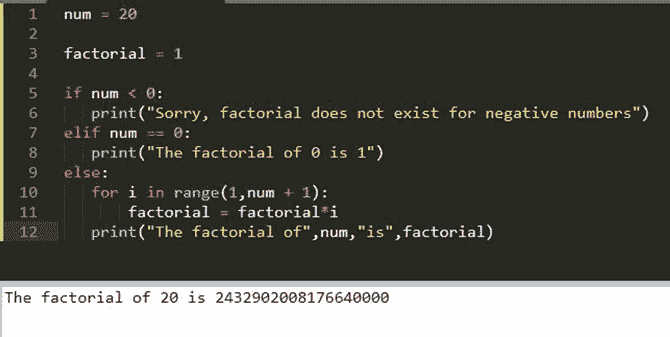 1 num = 20
2
3 factorial = 1
4
5 if num < 0:
6 print("Sorry, factorial does not exist for negative numbers")
7 elif num == 0:
8 print("The factorial of 0 is 1")
9 else:
10 for i in range(1,num + 1):
11 factorial = factorial*i
12 print("The factorial of",num,"is",factorial)
The factorial of 20 is 2432902008176640000